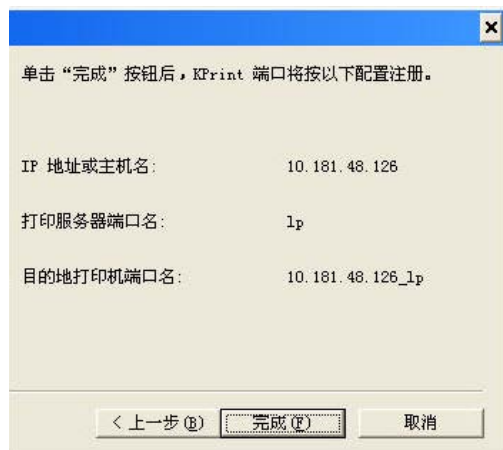 单击“完成”按钮后，KPrint 端口将按以下配置注册。
IP 地址或主机名: 10.181.48.126
打印服务器端口名: lp
目的地打印机端口名: 10.181.48.126_lp
< 上一步(B) 完成(F) 取消